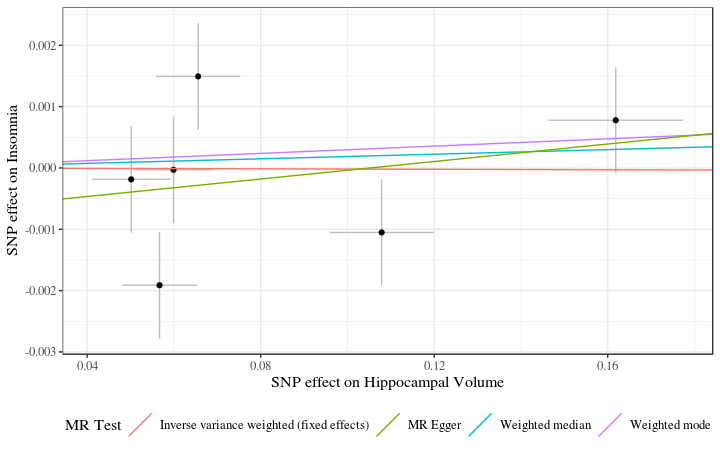 SNP effect on Insomnia
0.002
0.001
0.000
-0.001
-0.002
-0.003
0.04 0.08 0.12 0.16
SNP effect on Hippocampal Volume
MR Test Inverse variance weighted (fixed effects) MR Egger Weighted median Weighted mode